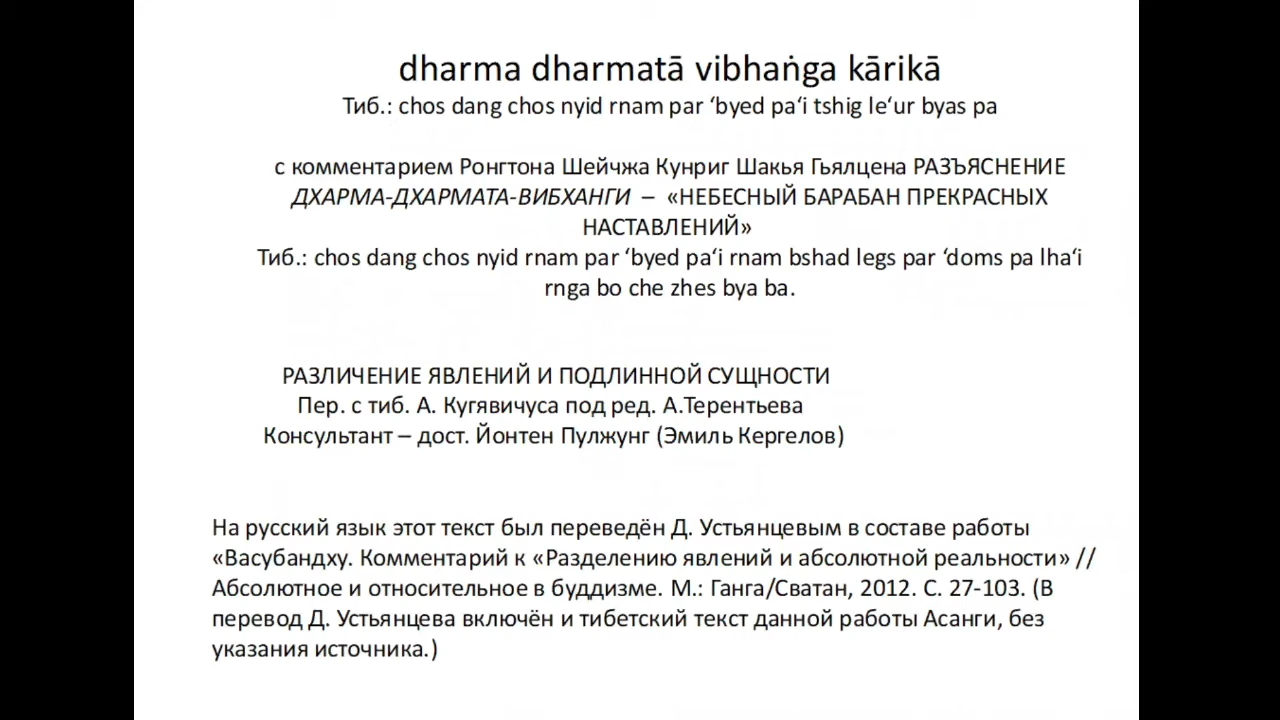 dharma dharmatā vibhaṅga kārikā
Тиб.: chos dang chos nyid rnam par ‘byed pa‘i tshig le‘ur byas pa
с комментарием Ронгтона Шейчжа Кунриг Шакья Гьялцена РАЗЪЯСНЕНИЕ
ДХАРМА-ДХАРМАТА-ВИБХАНГИ – «НЕБЕСНЫЙ БАРАБАН ПРЕКРАСНЫХ
НАСТАВЛЕНИЙ»
Тиб.: chos dang chos nyid rnam par ‘byed pa‘i rnam bshad legs par ‘doms pa lha‘i
rnga bo che zhes bya ba.
РАЗЛИЧЕНИЕ ЯВЛЕНИЙ И ПОДЛИННОЙ СУЩНОСТИ
Пер. с тиб. А. Кугявичуса под ред. А.Терентьева
Консультант – дост. Йонтен Пулжунг (Эмиль Кергелов)
На русский язык этот текст был переведён Д. Устьянцевым в составе работы
«Васубандху. Комментарий к «Разделению явлений и абсолютной реальности» //
Абсолютное и относительное в буддизме. М.: Ганга/Сватан, 2012. С. 27-103. (В
перевод Д. Устьянцева включён и тибетский текст данной работы Асанги, без
указания источника.)